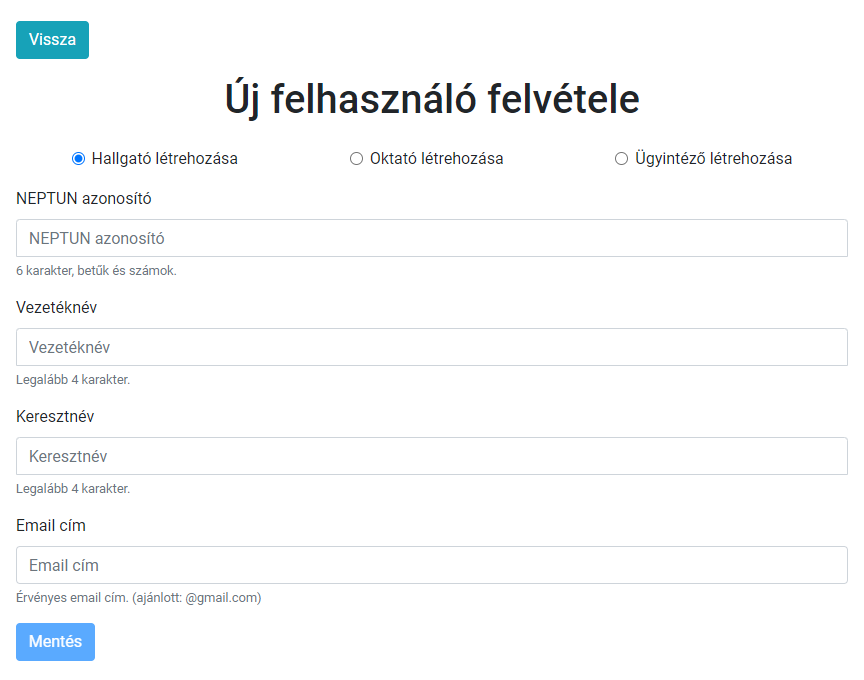 Vissza
Új felhasználó felvétele
Hallgató létrehozása Oktató létrehozása Ügyintéző létrehozása
NEPTUN azonosító
NEPTUN azonosító
6 karakter, betűk és számok.
Vezetéknév
Vezetéknév
Legalább 4 karakter.
Keresztnév
Keresztnév
Legalább 4 karakter.
Email cím
Email cím
Érvényes email cím. (ajánlott: @gmail.com)
Mentés